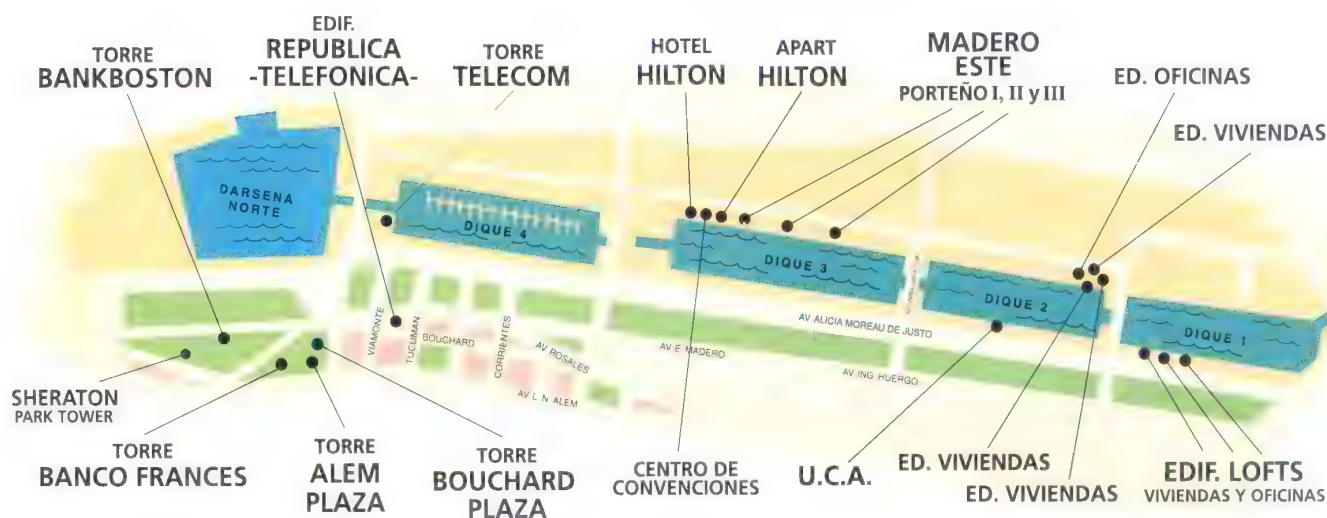 TORRE
BANKBOSTON
EDIF.
REPUBLICA
-TELEFONICA-
TORRE
TELECOM
HOTEL
HILTON
APART
HILTON
MADERO
ESTE
PORTEÑO I, II y III
ED. OFICINAS
ED. VIVIENDAS
DARSENA
NORTE
DIQUE 4
DIQUE 3
DIQUE 2
DIQUE 1
VIAMONTE
TUCUMAN
BOUCHARD
CORRIENTES
AV ROSALES
AV L. N. ALEM
AV E. MADERO
AV ALICIA MOREAU DE JUSTO
AV ING HUERGO
SHERATON
PARK TOWER
TORRE
BANCO FRANCES
TORRE
ALEM
PLAZA
TORRE
BOUCHARD
PLAZA
CENTRO DE
CONVENCIONES
U.C.A.
ED. VIVIENDAS
ED. VIVIENDAS
EDIF. LOFTS
VIVIENDAS Y OFICINAS